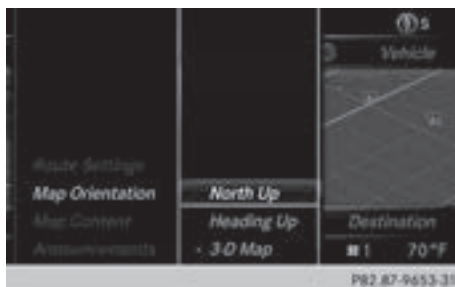 S
Vehicle
Route Settings
Map Orientation
North Up
Map Content
Heading Up
Destination
Announcements
3-D Map
1
70°F
P82.87-9653-31